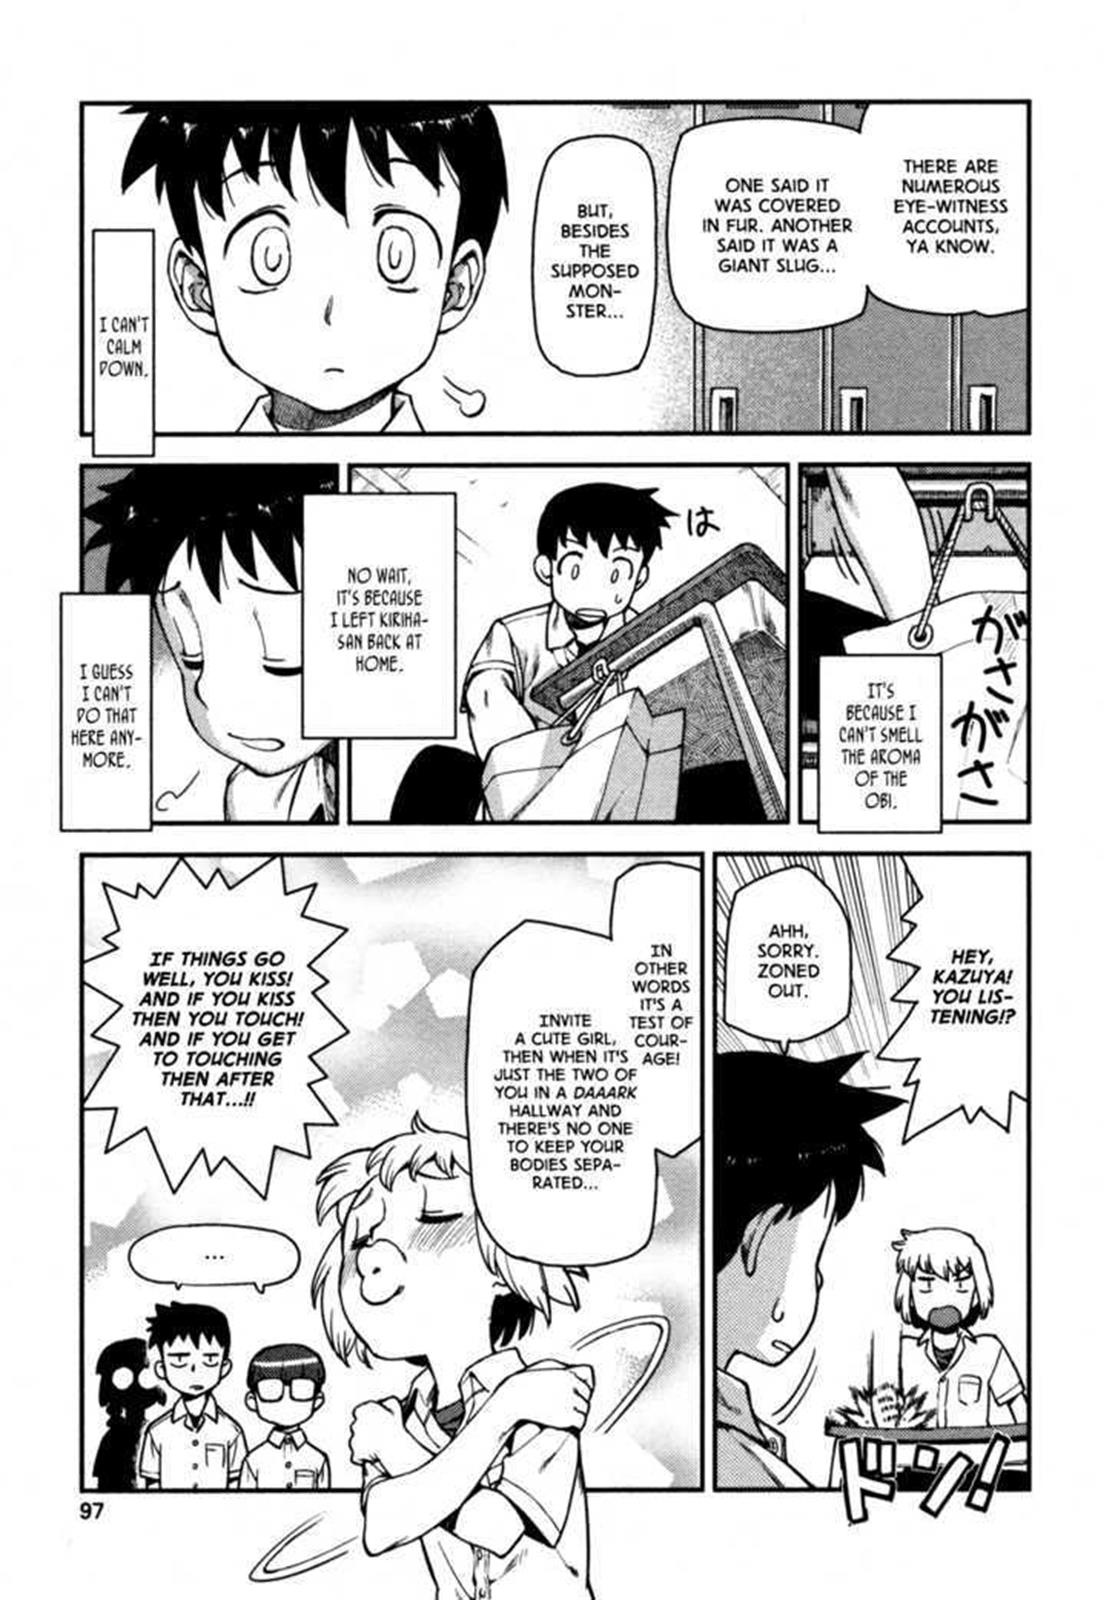 THERE ARE
NUMEROUS
EYE-WITNESS
ACCOUNTS,
YA KNOW.
ONE SAID IT
WAS COVERED
IN FUR. ANOTHER
SAID IT WAS A
GIANT SLUG...
BUT,
BESIDES
THE
SUPPOSED
MON-
STER...
I CAN'T
CALM
DOWN.
ガサガサ
IT'S
BECAUSE I
CAN'T SMELL
THE AROMA
OF THE
OBI.
は
NO WAIT,
IT'S BECAUSE
I LEFT KIRIHA-
SAN BACK AT
HOME.
I GUESS
I CAN'T
DO THAT
HERE ANY-
MORE.
HEY,
KAZUYA!
YOU LIS-
TENING!?
AHH,
SORRY.
ZONED
OUT.
ドン!
IN
OTHER
WORDS
IT'S A
TEST OF
COUR-
AGE!
INVITE
A CUTE GIRL,
THEN WHEN IT'S
JUST THE TWO OF
YOU IN A DAAARK
HALLWAY AND
THERE'S NO ONE
TO KEEP YOUR
BODIES SEPA-
RATED...
IF THINGS GO
WELL, YOU KISS!
AND IF YOU KISS
THEN YOU TOUCH!
AND IF YOU GET
TO TOUCHING
THEN AFTER
THAT...!!
...
97